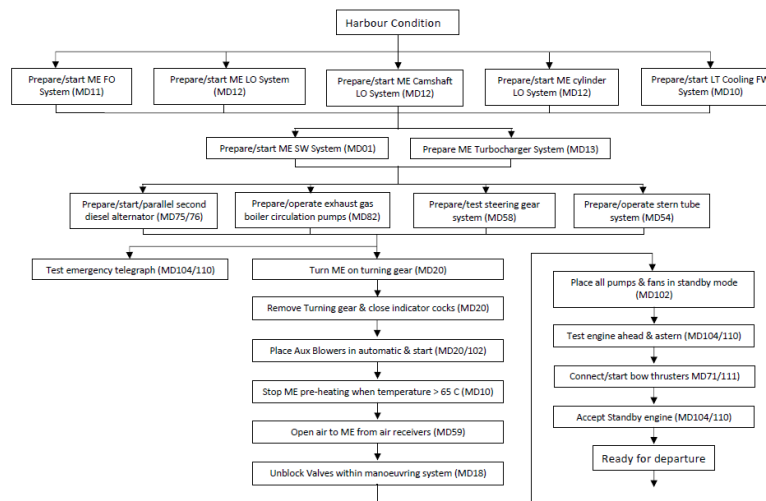 Harbour Condition
Prepare/start ME FO
System (MD11)
Prepare/start ME LO System
(MD12)
Prepare/start ME Camshaft
LO System (MD12)
Prepare/start ME cylinder
LO System (MD12)
Prepare/start LT Cooling FW
System (MD10)
Prepare/start ME SW System (MD01)
Prepare ME Turbocharger System (MD13)
Prepare/start/parallel second
diesel alternator (MD75/76)
Prepare/operate exhaust gas
boiler circulation pumps (MD82)
Prepare/test steering gear
system (MD58)
Prepare/operate stern tube
system (MD54)
Test emergency telegraph (MD104/110)
Turn ME on turning gear (MD20)
Remove Turning gear & close indicator cocks (MD20)
Place Aux Blowers in automatic & start (MD20/102)
Stop ME pre-heating when temperature > 65 C (MD10)
Open air to ME from air receivers (MD59)
Unblock Valves within manoeuvring system (MD18)
Place all pumps & fans in standby mode
(MD102)
Test engine ahead & astern (MD104/110)
Connect/start bow thrusters MD71/111)
Accept Standby engine (MD104/110)
Ready for departure